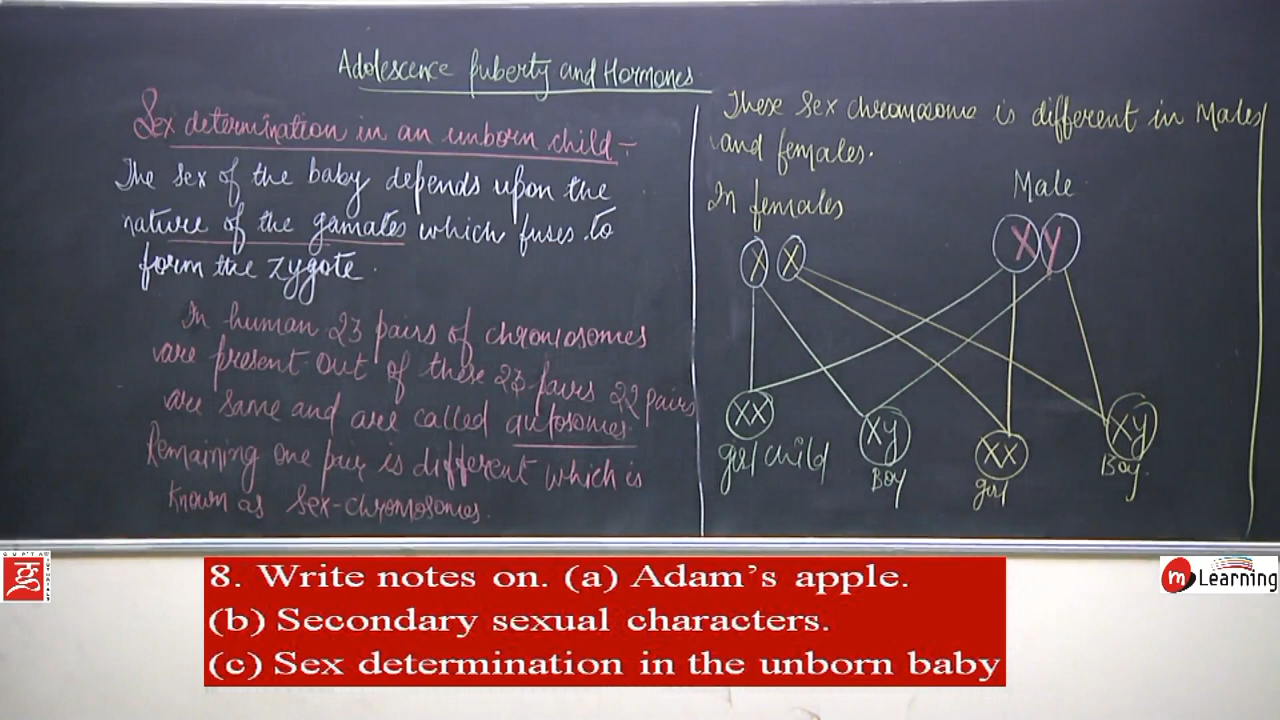 Adolescence puberty and Hormones
Sex determination in an unborn child -
The sex of the baby depends upon the
nature of the gamates which fuses to
form the zygote.
In human 23 pairs of chromosomes
are present out of these 23 pairs 22 pairs
are same and are called autosomes.
Remaining one pair is different which is
known as Sex-chromosomes.
These Sex chromosome is different in Males
and females.
In females
Male
X X X Y
XX Xy XX Xy
girl child Boy girl Boy.
GUPTA
m Learning
8. Write notes on. (a) Adam's apple.
(b) Secondary sexual characters.
(c) Sex determination in the unborn baby